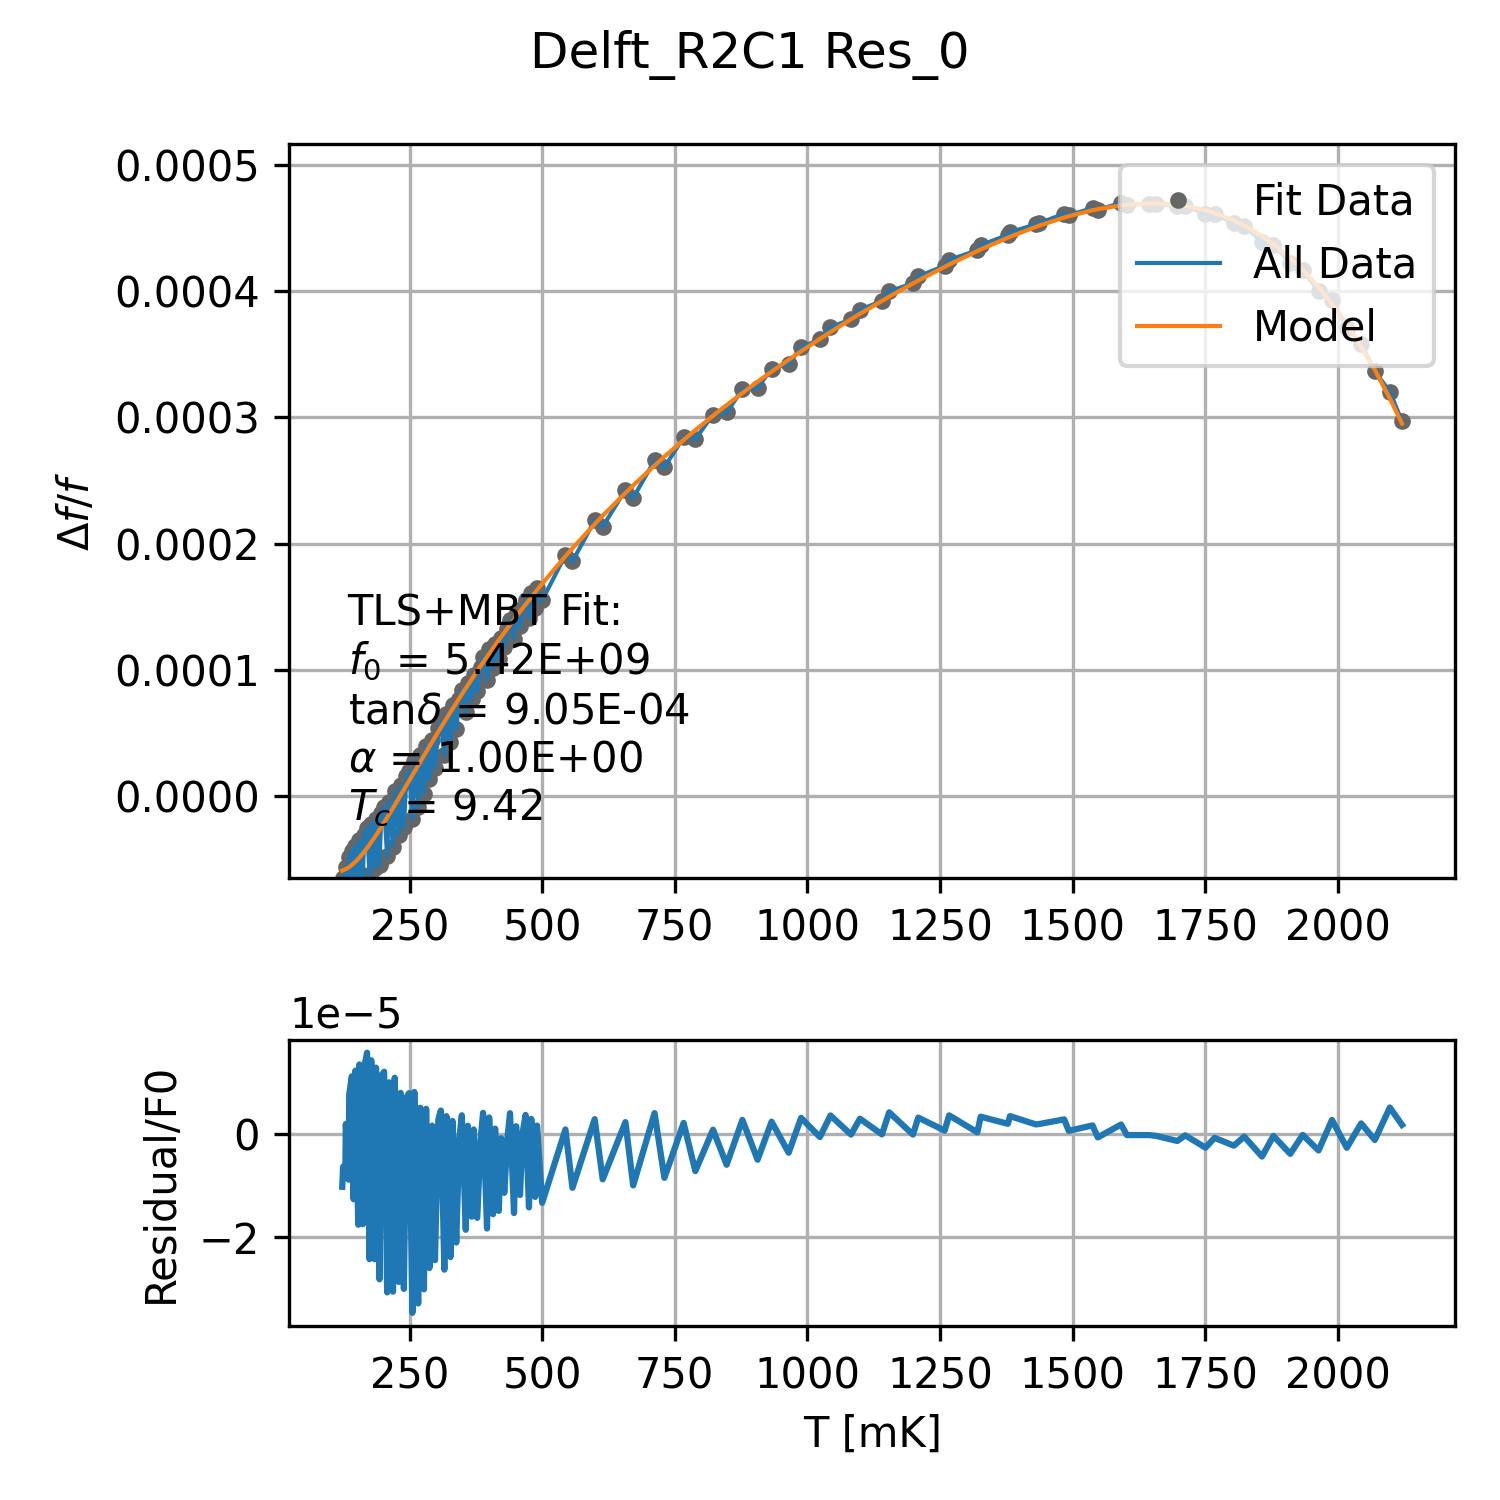 Delft_R2C1 Res_0
0.0005
0.0004
0.0003
0.0002
0.0001
0.0000
Δf/f
Fit Data
All Data
Model
TLS+MBT Fit:
f₀ = 5.42E+09
tanδ = 9.05E-04
α = 1.00E+00
T_c = 9.42
250 500 750 1000 1250 1500 1750 2000
1e−5
0
−2
Residual/F0
250 500 750 1000 1250 1500 1750 2000
T [mK]